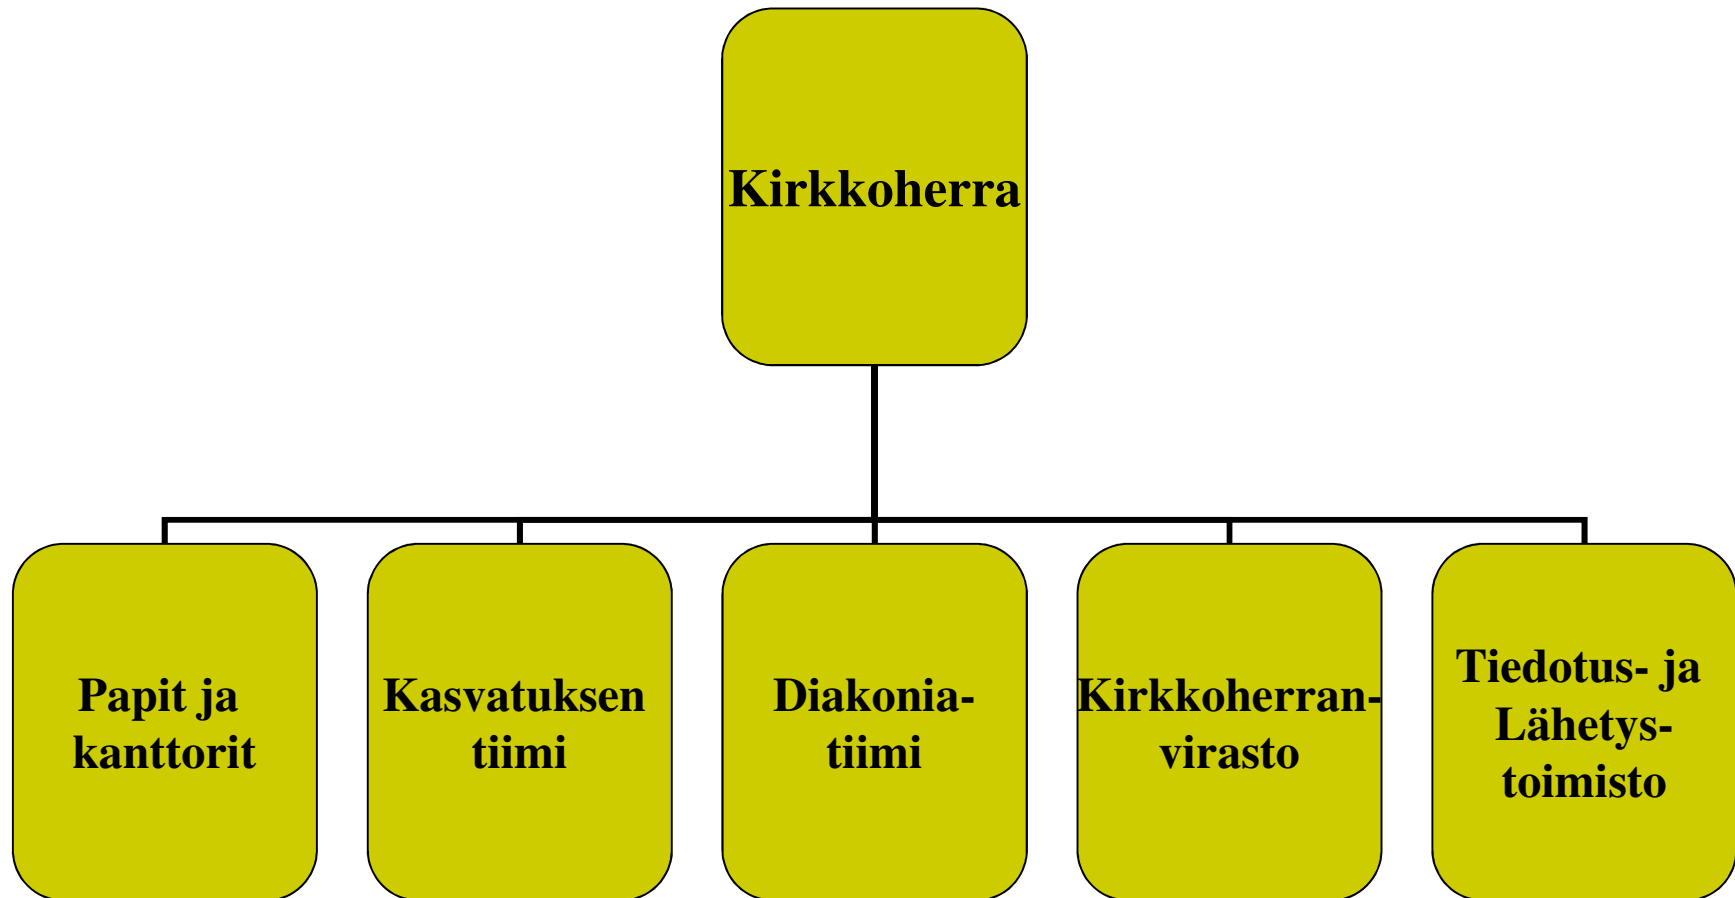 Kirkkoherra
Papit ja
kanttorit
Kasvatuksen
tiimi
Diakonia-
tiimi
Kirkkoherran-
virasto
Tiedotus- ja
Lähetys-
toimisto